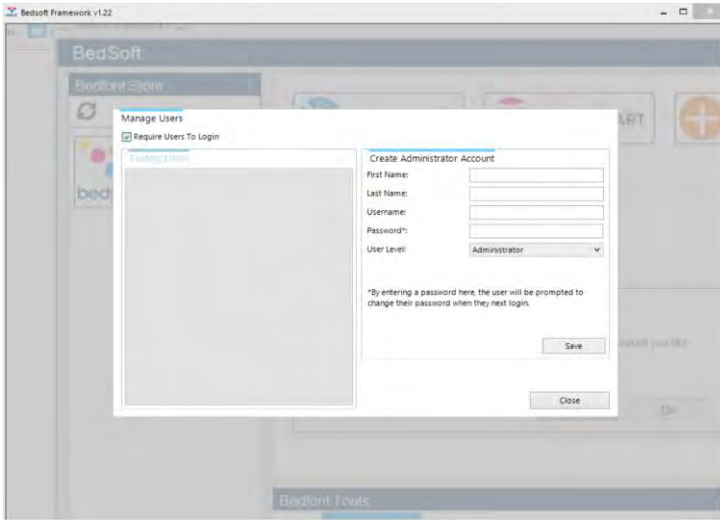 Bedsoft Framework v1.22
BedSoft
Bedfont Store
ART
Manage Users
Require Users To Login
Existing Users
bed
Create Administrator Account
First Name:
Last Name:
Username:
Password*:
User Level:
Administrator
*By entering a password here, the user will be prompted to
change their password when they next login.
Save
Close
Bedfont Tools